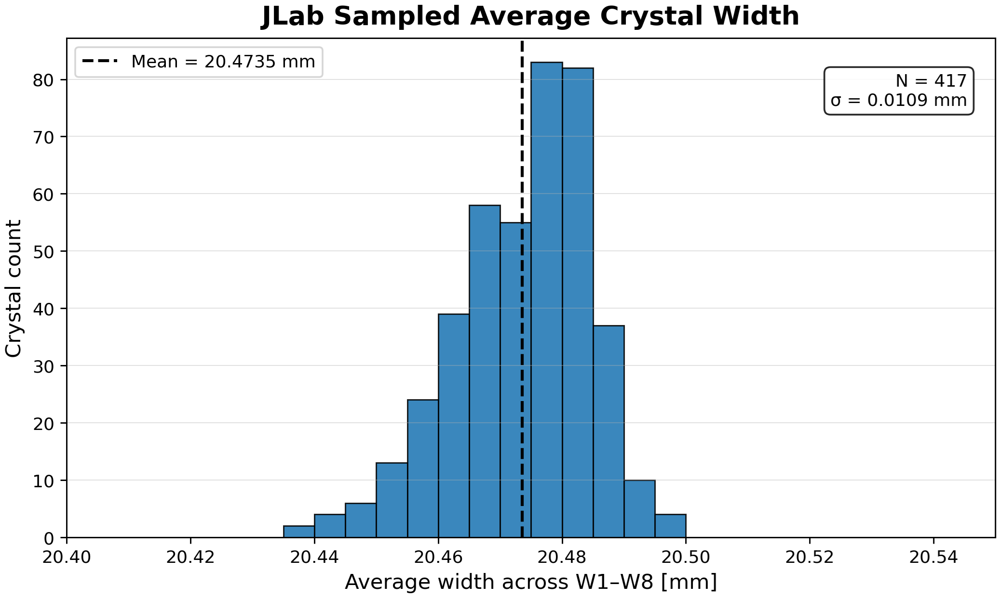 JLab Sampled Average Crystal Width
Mean = 20.4735 mm
N = 417
σ = 0.0109 mm
Crystal count
80
70
60
50
40
30
20
10
0
20.40
20.42
20.44
20.46
20.48
20.50
20.52
20.54
Average width across W1–W8 [mm]